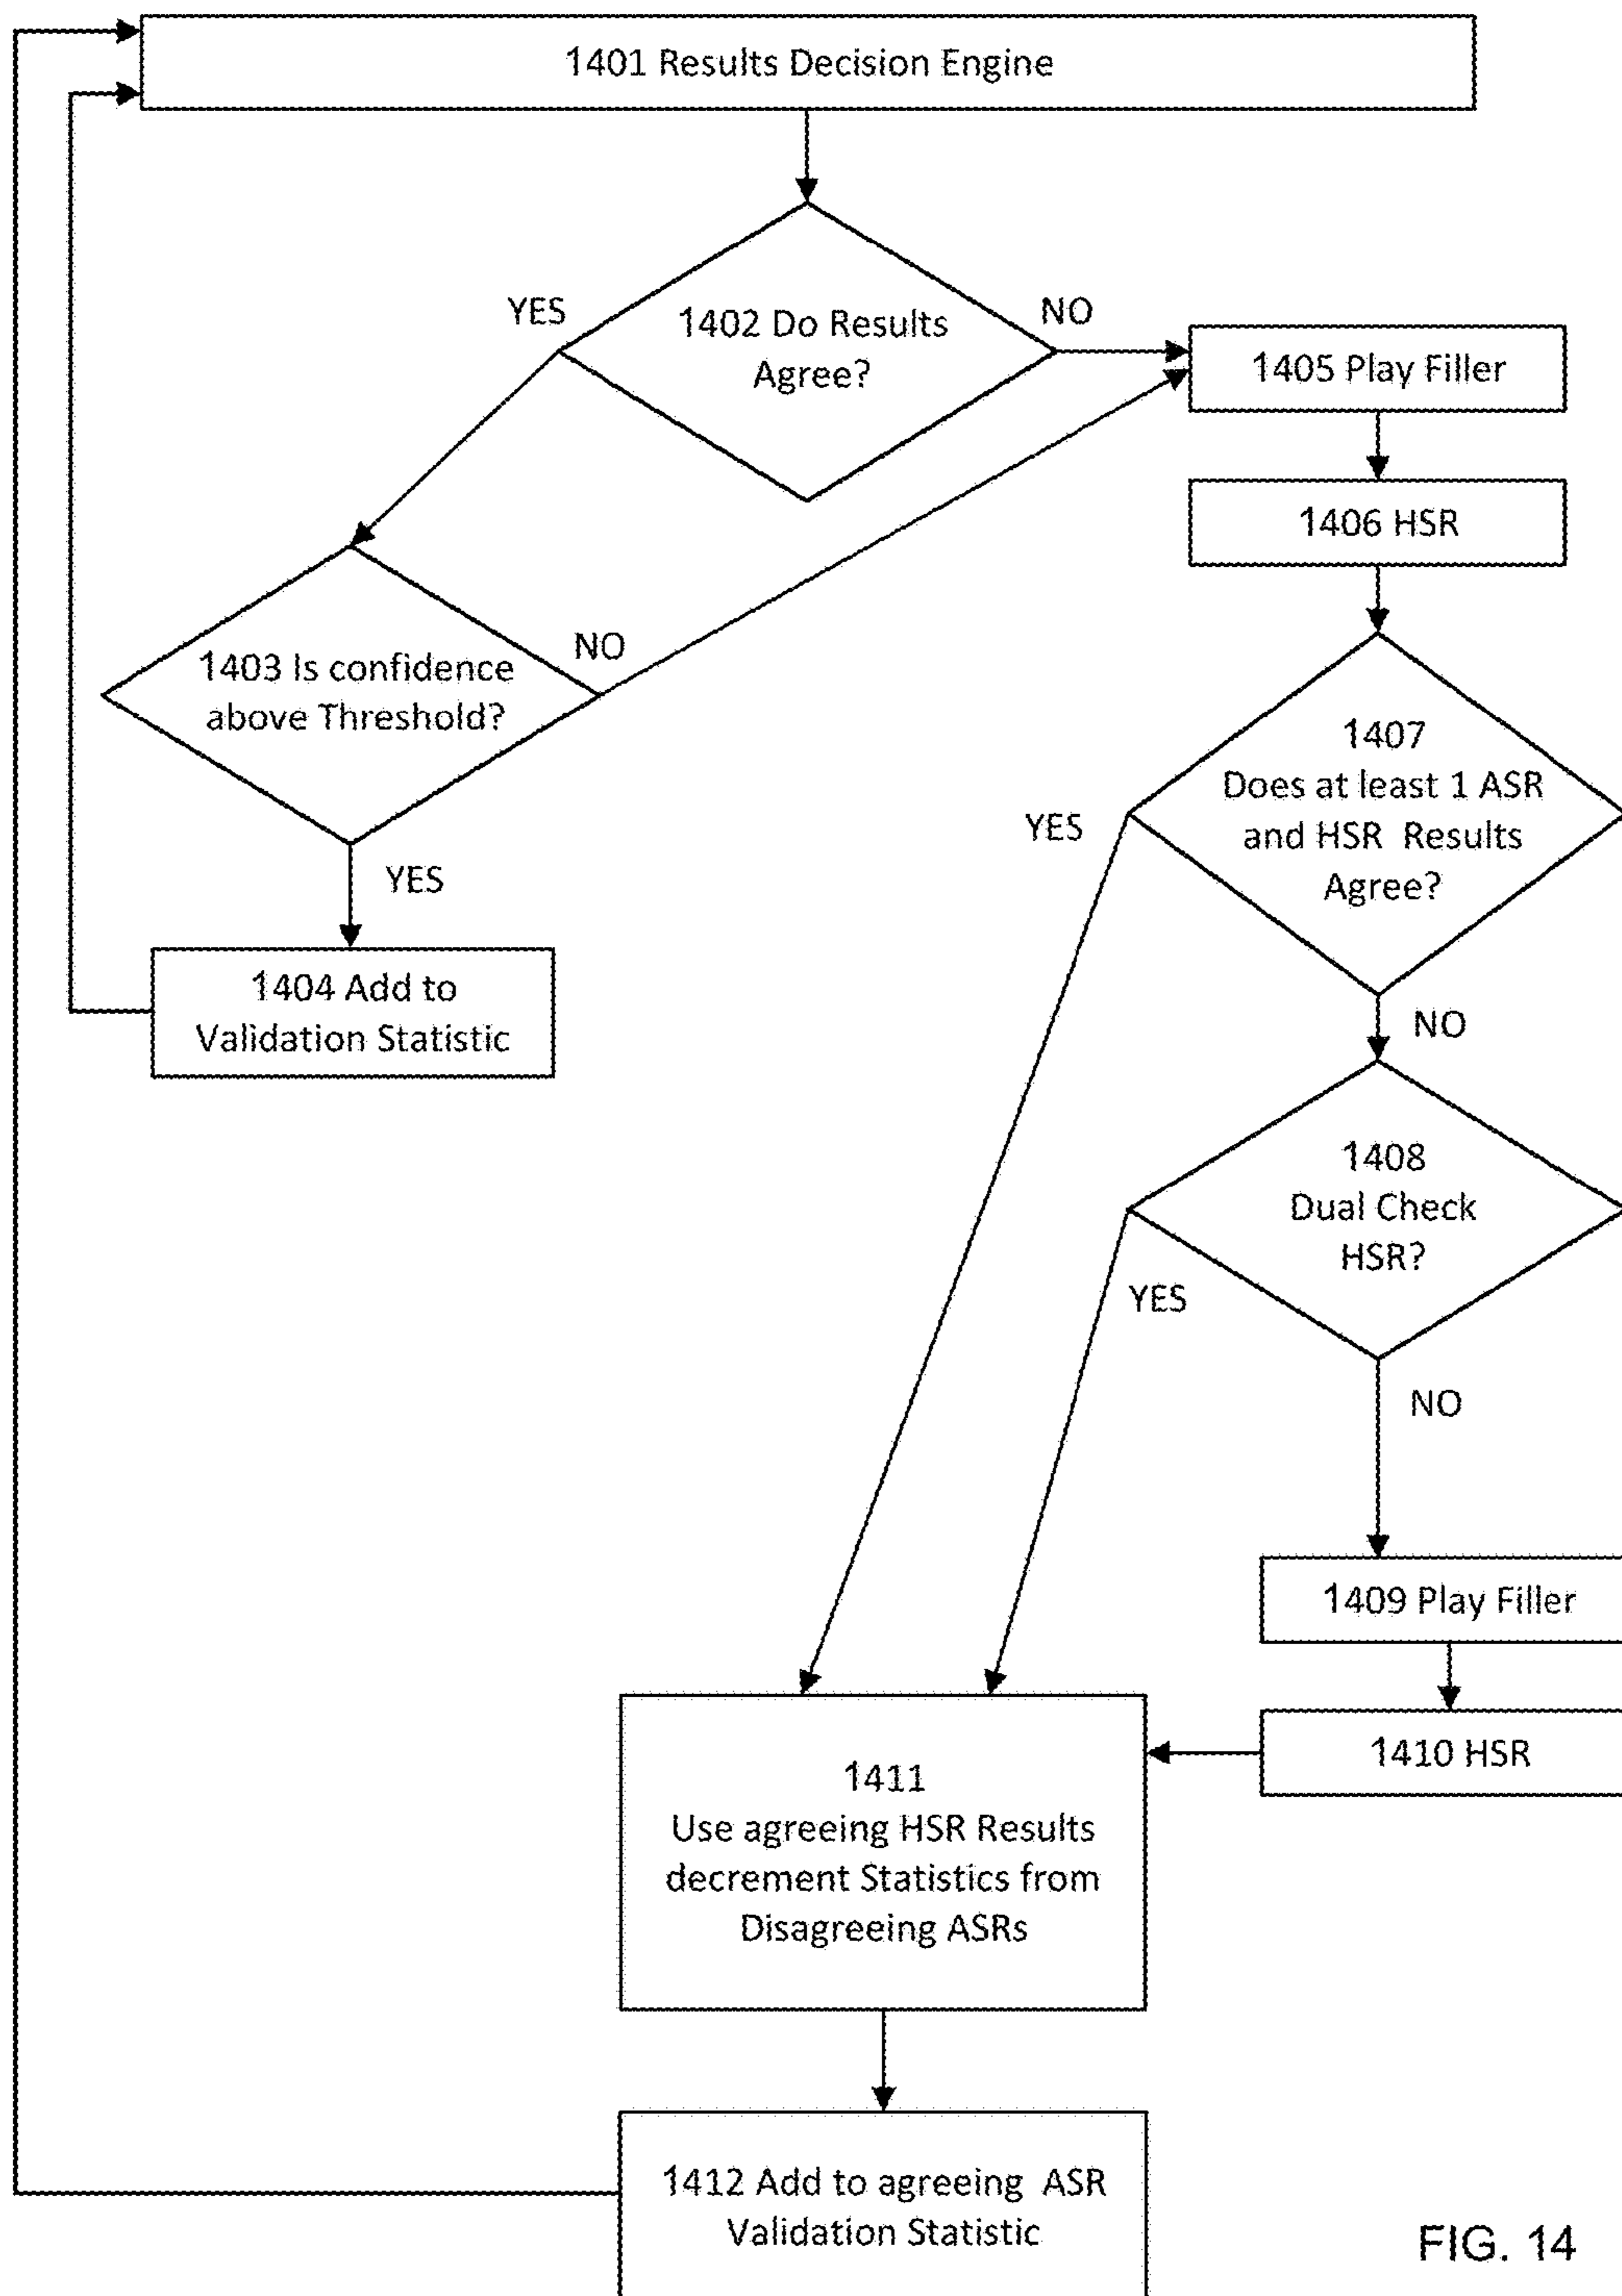 1401 Results Decision Engine
YES
1402 Do Results
Agree?
NO
1405 Play Filler
1406 HSR
1403 Is confidence
above Threshold?
NO
YES
1404 Add to
Validation Statistic
1407
Does at least 1 ASR
and HSR Results
Agree?
YES
NO
1408
Dual Check
HSR?
YES
NO
1409 Play Filler
1410 HSR
1411
Use agreeing HSR Results
decrement Statistics from
Disagreeing ASRs
1412 Add to agreeing ASR
Validation Statistic
FIG. 14